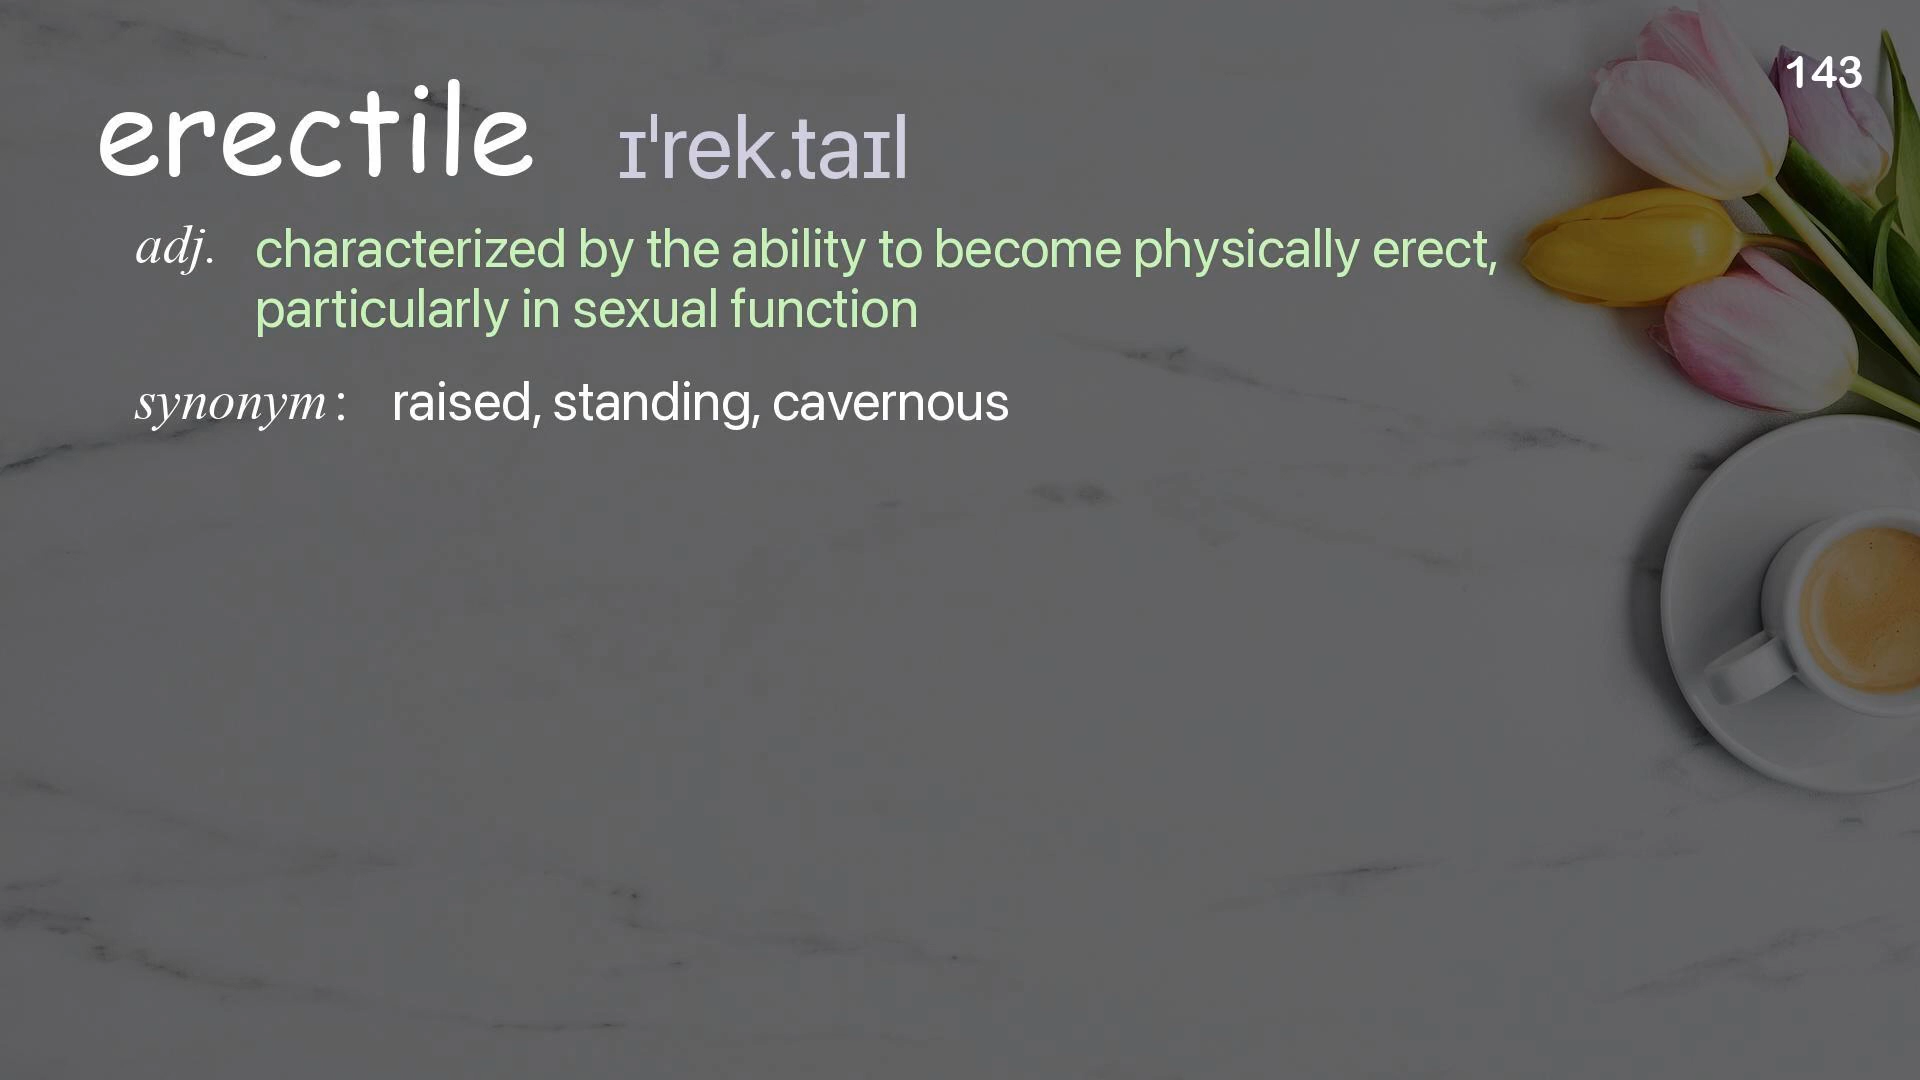 143
erectile ɪˈrek.taɪl
adj. characterized by the ability to become physically erect,
particularly in sexual function
synonym: raised, standing, cavernous